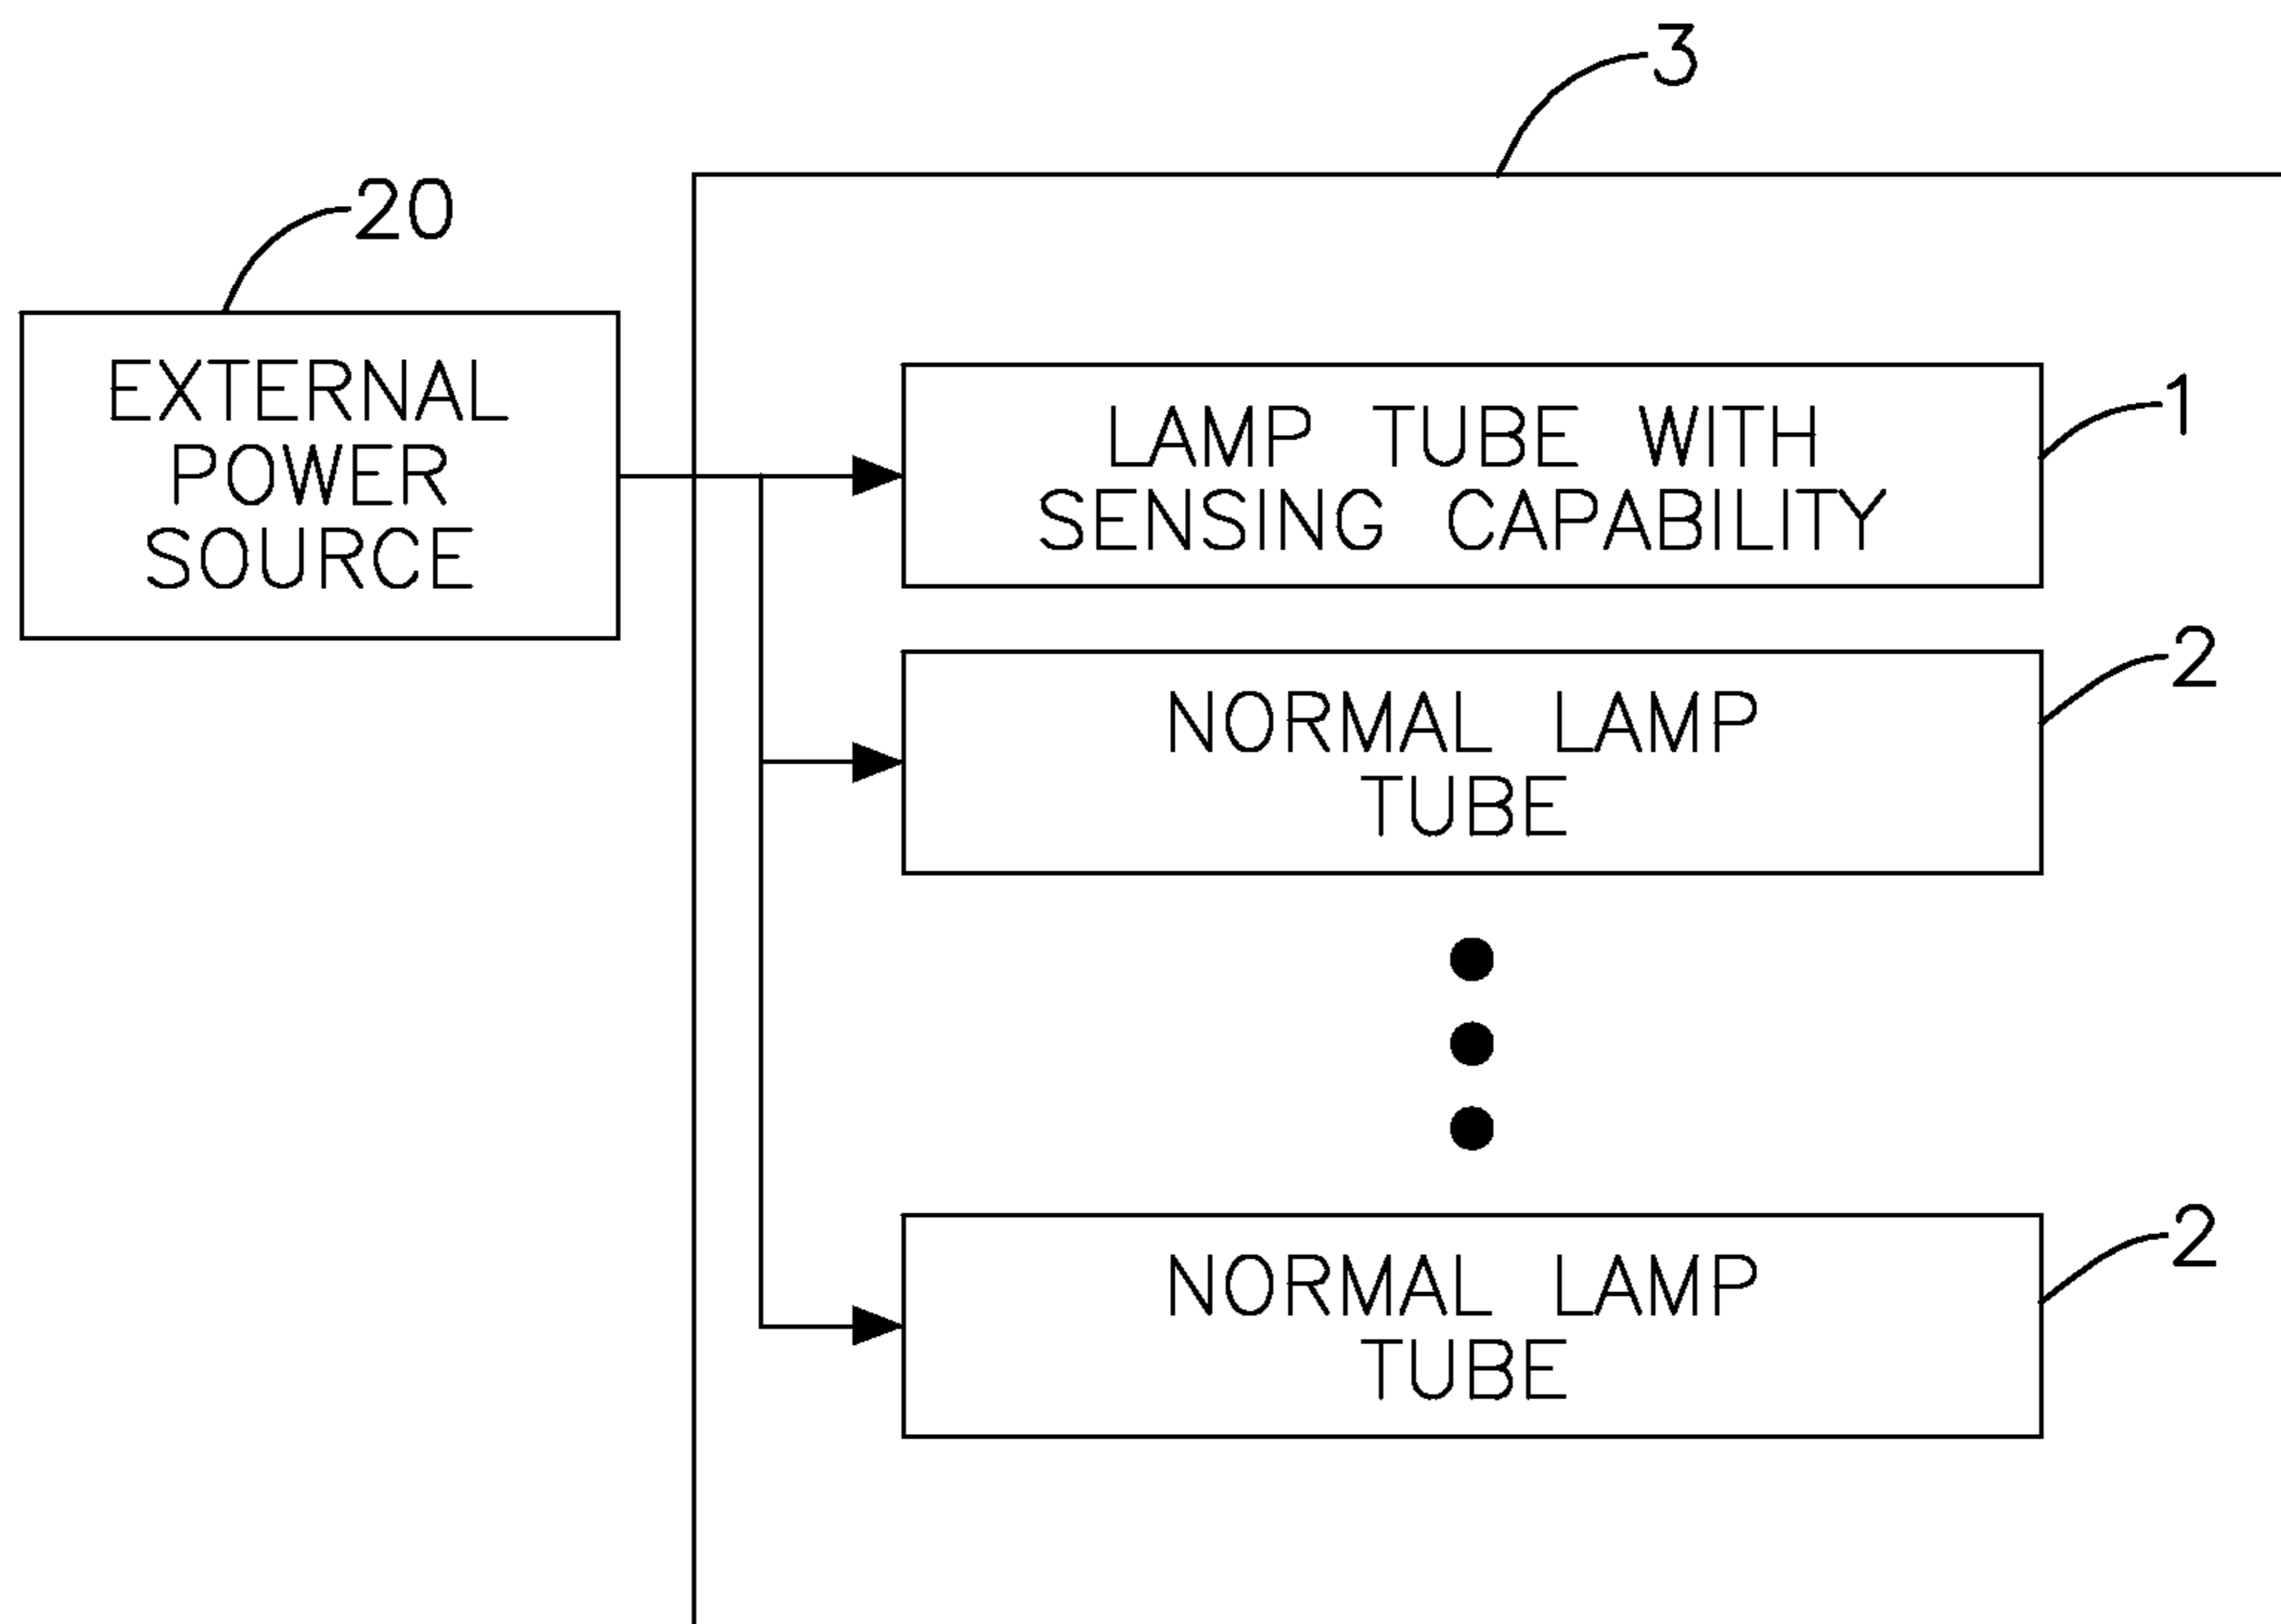 3
20
EXTERNAL
POWER
SOURCE
LAMP TUBE WITH
SENSING CAPABILITY
1
NORMAL LAMP
TUBE
2
NORMAL LAMP
TUBE
2